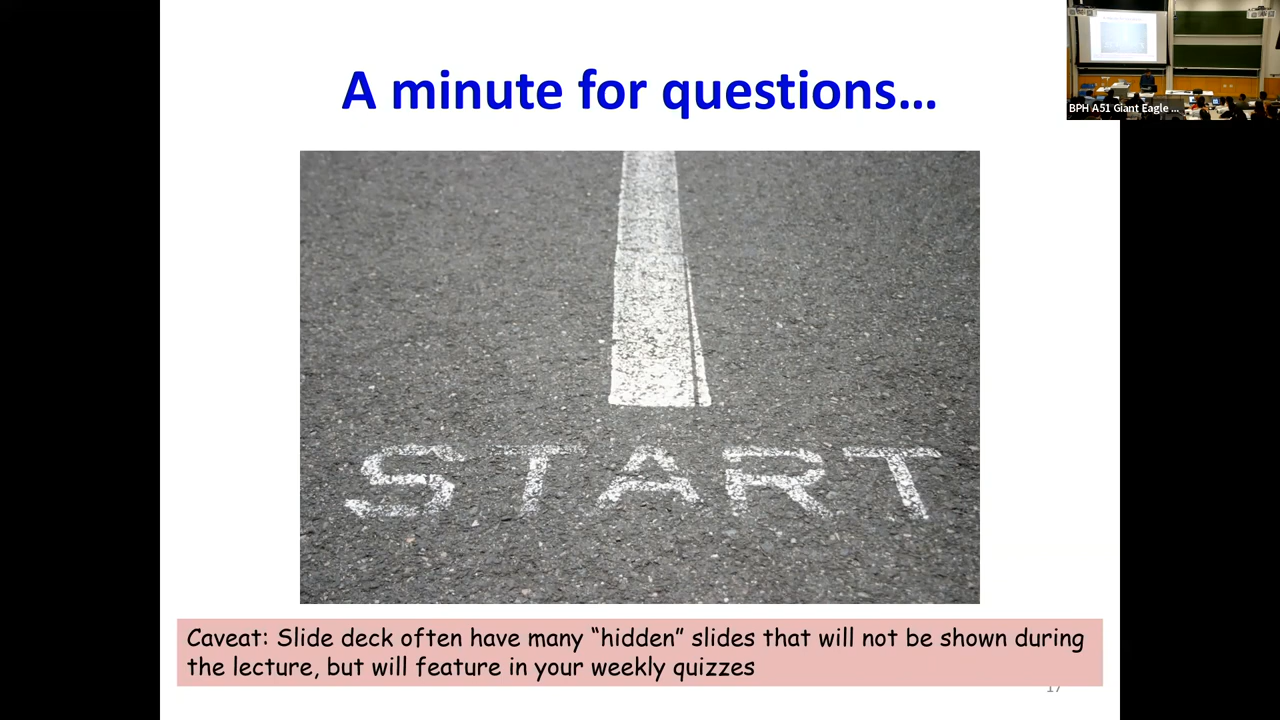 A minute for questions...
START
Caveat: Slide deck often have many “hidden” slides that will not be shown during
the lecture, but will feature in your weekly quizzes
17
BPH A51 Giant Eagle ...